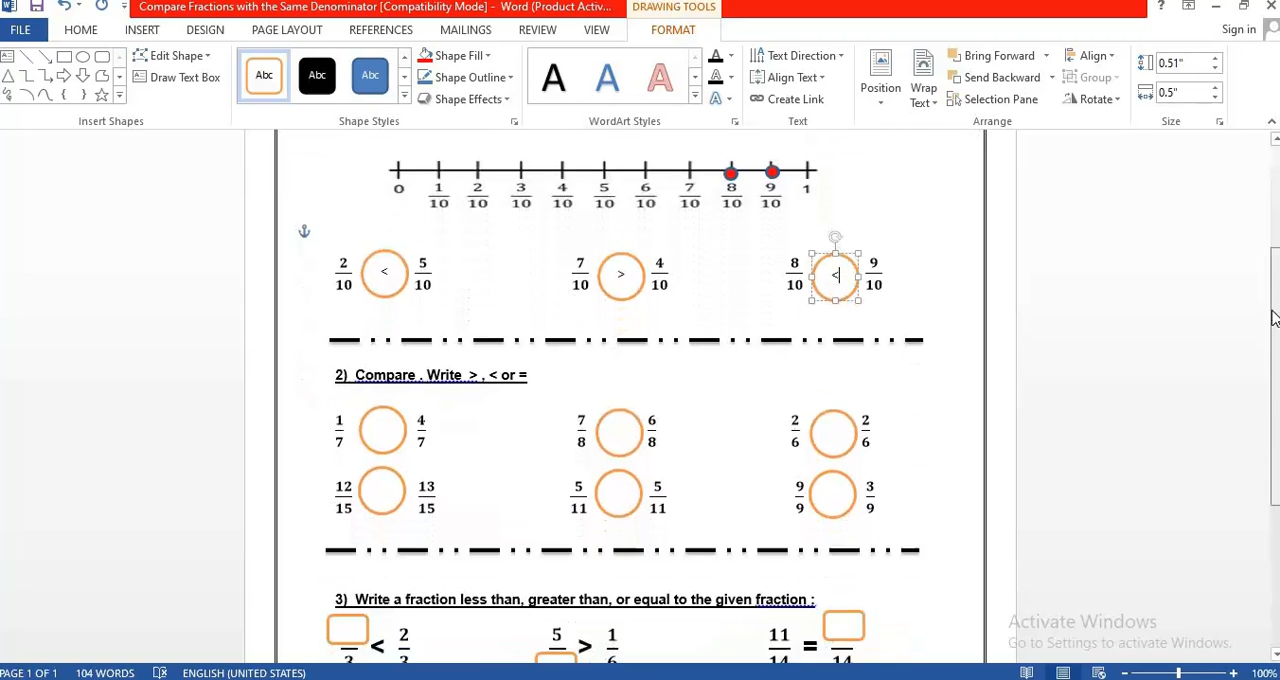 Compare Fractions with the Same Denominator [Compatibility Mode] - Word (Product Activ...
DRAWING TOOLS
? 
FILE HOME INSERT DESIGN PAGE LAYOUT REFERENCES MAILINGS REVIEW VIEW FORMAT Sign in
Edit Shape
Draw Text Box
Insert Shapes
Abc Abc Abc
Shape Fill
Shape Outline
Shape Effects
Shape Styles
A A A
A
A
A
WordArt Styles
Text Direction
Align Text
Create Link
Text
Position
Wrap
Text
Bring Forward
Send Backward
Selection Pane
Align
Group
Rotate
Arrange
0.51"
0.5"
Size
0 1/10 2/10 3/10 4/10 5/10 6/10 7/10 8/10 9/10 1
2/10 < 5/10 7/10 > 4/10 8/10 < 9/10
2) Compare . Write > , < or =
1/7 4/7 7/8 6/8 2/6 2/6
12/15 13/15 5/11 5/11 9/9 3/9
3) Write a fraction less than, greater than, or equal to the given fraction :
/3 < 2/3 5/ > 1/6 11/14 = /14
Activate Windows
Go to Settings to activate Windows.
PAGE 1 OF 1 104 WORDS ENGLISH (UNITED STATES) 100%